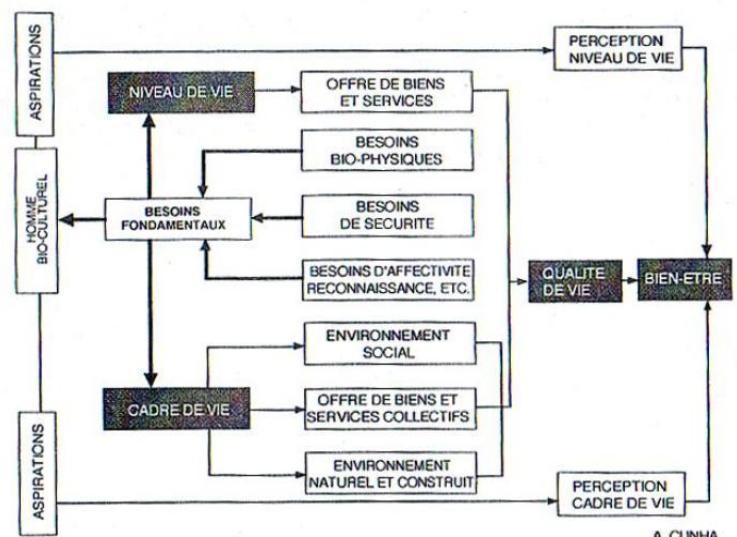 ASPIRATIONS
PERCEPTION
NIVEAU DE VIE
NIVEAU DE VIE
OFFRE DE BIENS
ET SERVICES
BESOINS
BIO-PHYSIQUES
HOMME
BIO-CULTUREL
BESOINS
FONDAMENTAUX
BESOINS
DE SECURITE
BESOINS D'AFFECTIVITE
RECONNAISSANCE, ETC.
QUALITE
DE VIE
BIEN-ETRE
ENVIRONNEMENT
SOCIAL
CADRE DE VIE
OFFRE DE BIENS ET
SERVICES COLLECTIFS
ENVIRONNEMENT
NATUREL ET CONSTRUIT
ASPIRATIONS
PERCEPTION
CADRE DE VIE
A. CUNHA